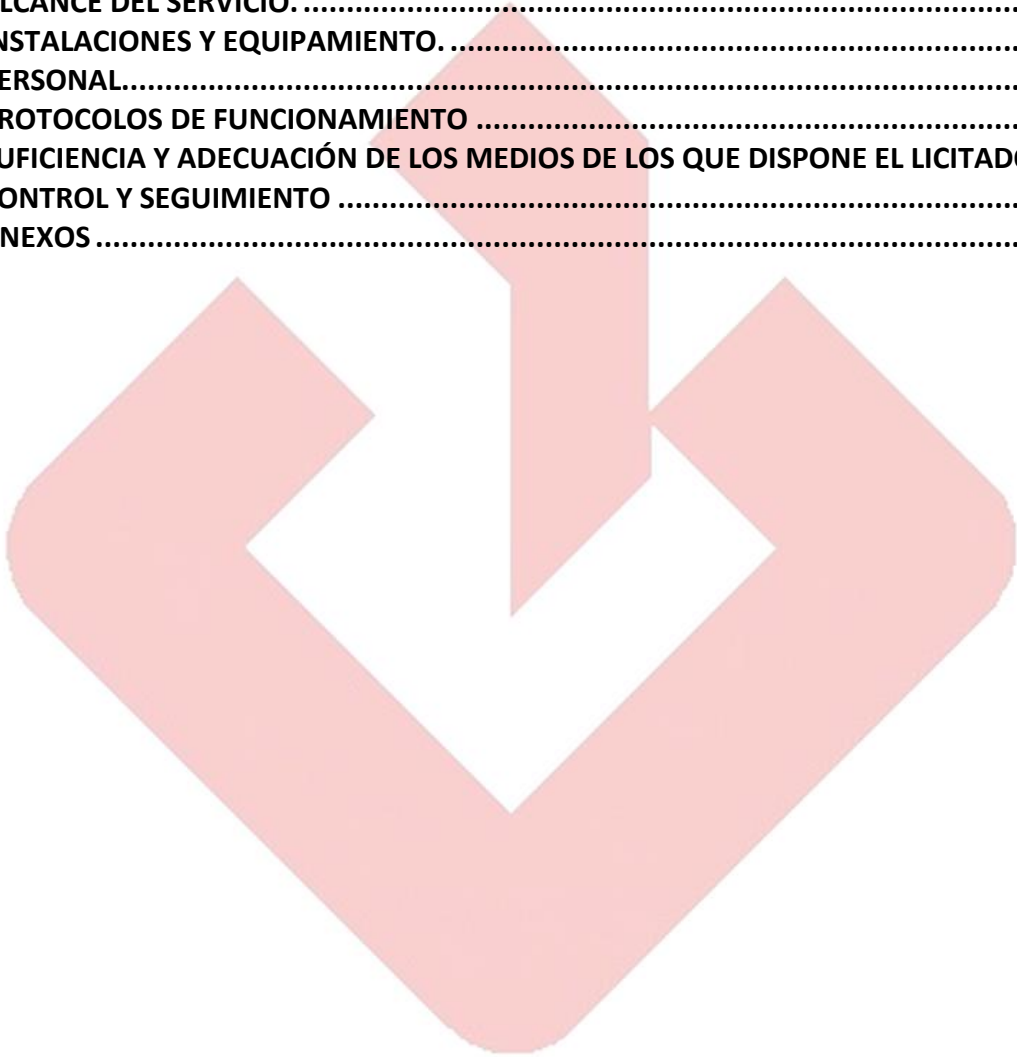 LCANCE DEL SERVICIO. ........................................................................................
NSTALACIONES Y EQUIPAMIENTO. ......................................................................
ERSONAL...............................................................................................................
ROTOCOLOS DE FUNCIONAMIENTO ...................................................................
UFICIENCIA Y ADECUACIÓN DE LOS MEDIOS DE LOS QUE DISPONE EL LICITADO
ONTROL Y SEGUIMIENTO ....................................................................................
NEXOS ..................................................................................................................